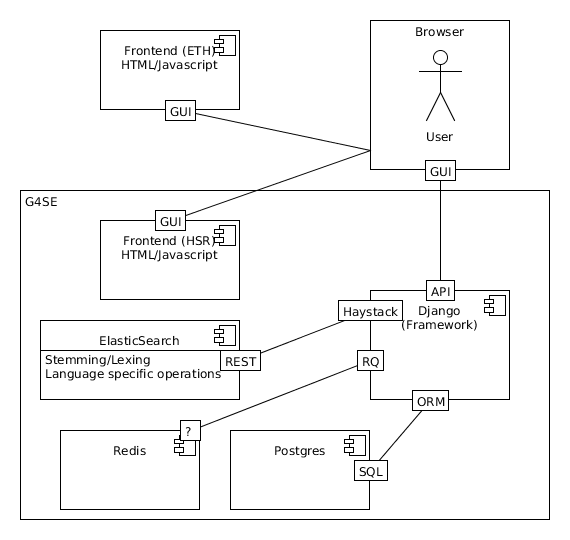 Browser
Frontend (ETH)
HTML/Javascript
GUI
User
GUI
G4SE
GUI
Frontend (HSR)
HTML/Javascript
API
Haystack
Django
(Framework)
ElasticSearch
Stemming/Lexing
Language specific operations
REST
RQ
ORM
?
Redis
Postgres
SQL